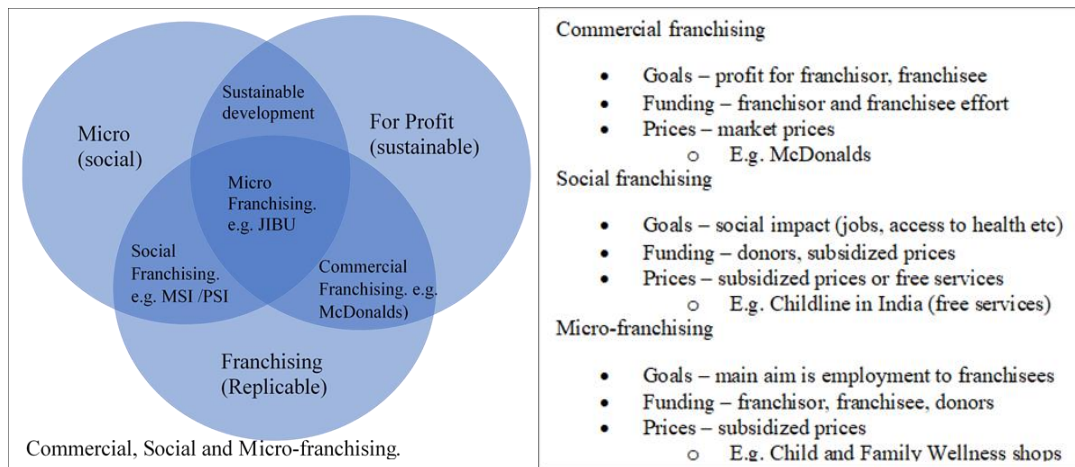 Sustainable
development
Micro
(social)
For Profit
(sustainable)
Micro
Franchising.
e.g. JIBU
Social
Franchising.
e.g. MSI /PSI
Commercial
Franchising. e.g.
McDonalds)
Franchising
(Replicable)
Commercial, Social and Micro-franchising.
Commercial franchising
• Goals – profit for franchisor, franchisee
• Funding – franchisor and franchisee effort
• Prices – market prices
o E.g. McDonalds
Social franchising
• Goals – social impact (jobs, access to health etc)
• Funding – donors, subsidized prices
• Prices – subsidized prices or free services
o E.g. Childline in India (free services)
Micro-franchising
• Goals – main aim is employment to franchisees
• Funding – franchisor, franchisee, donors
• Prices – subsidized prices
o E.g. Child and Family Wellness shops